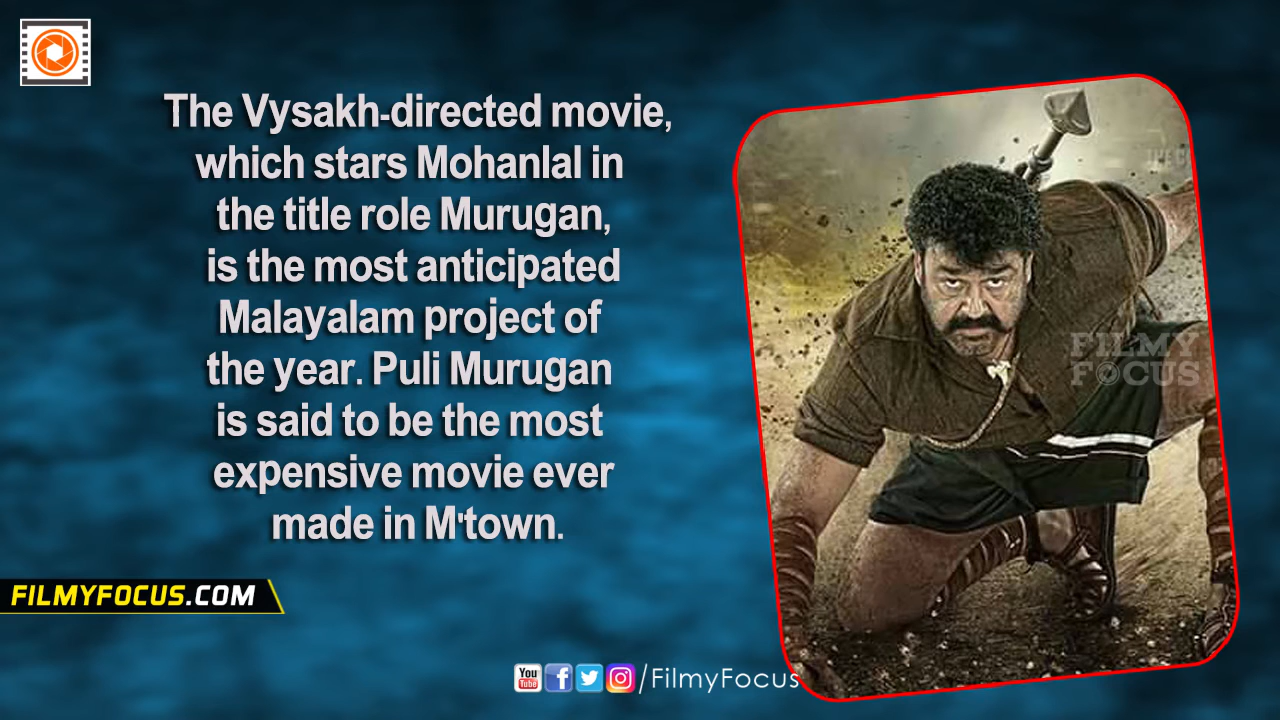 The Vysakh-directed movie,
which stars Mohanlal in
the title role Murugan,
is the most anticipated
Malayalam project of
the year. Puli Murugan
is said to be the most
expensive movie ever
made in M'town.
FILMY
FOCUS
FILMYFOCUS.COM
You
Tube
/FilmyFocus